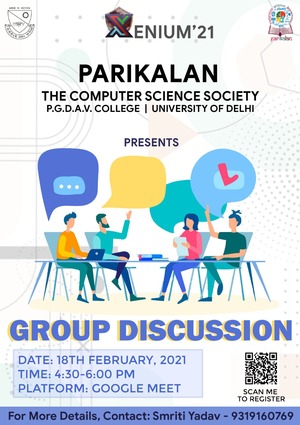 XENIUM'21
parikalan
PARIKALAN
THE COMPUTER SCIENCE SOCIETY
P.G.D.A.V. COLLEGE | UNIVERSITY OF DELHI
PRESENTS
GROUP DISCUSSION
DATE: 18TH FEBRUARY, 2021
TIME: 4:30-6:00 PM
PLATFORM: GOOGLE MEET
SCAN ME
TO REGISTER
For More Details, Contact: Smriti Yadav - 9319160769